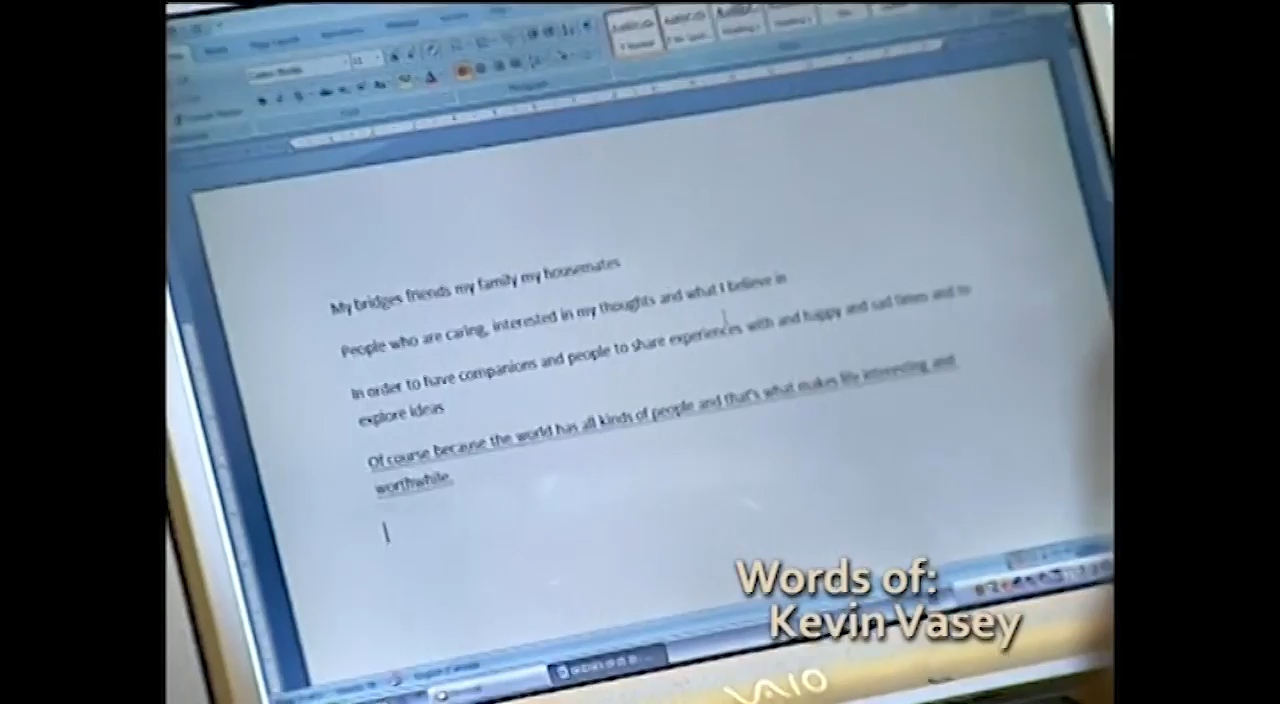 My bridges friends my family my housemates
People who are caring, interested in my thoughts and what I believe in
In order to have companions and people to share experiences with and happy and sad times and to
explore ideas
Of course because the world has all kinds of people and that's what makes life interesting and
worthwhile.
Words of:
Kevin Vasey
VAIO